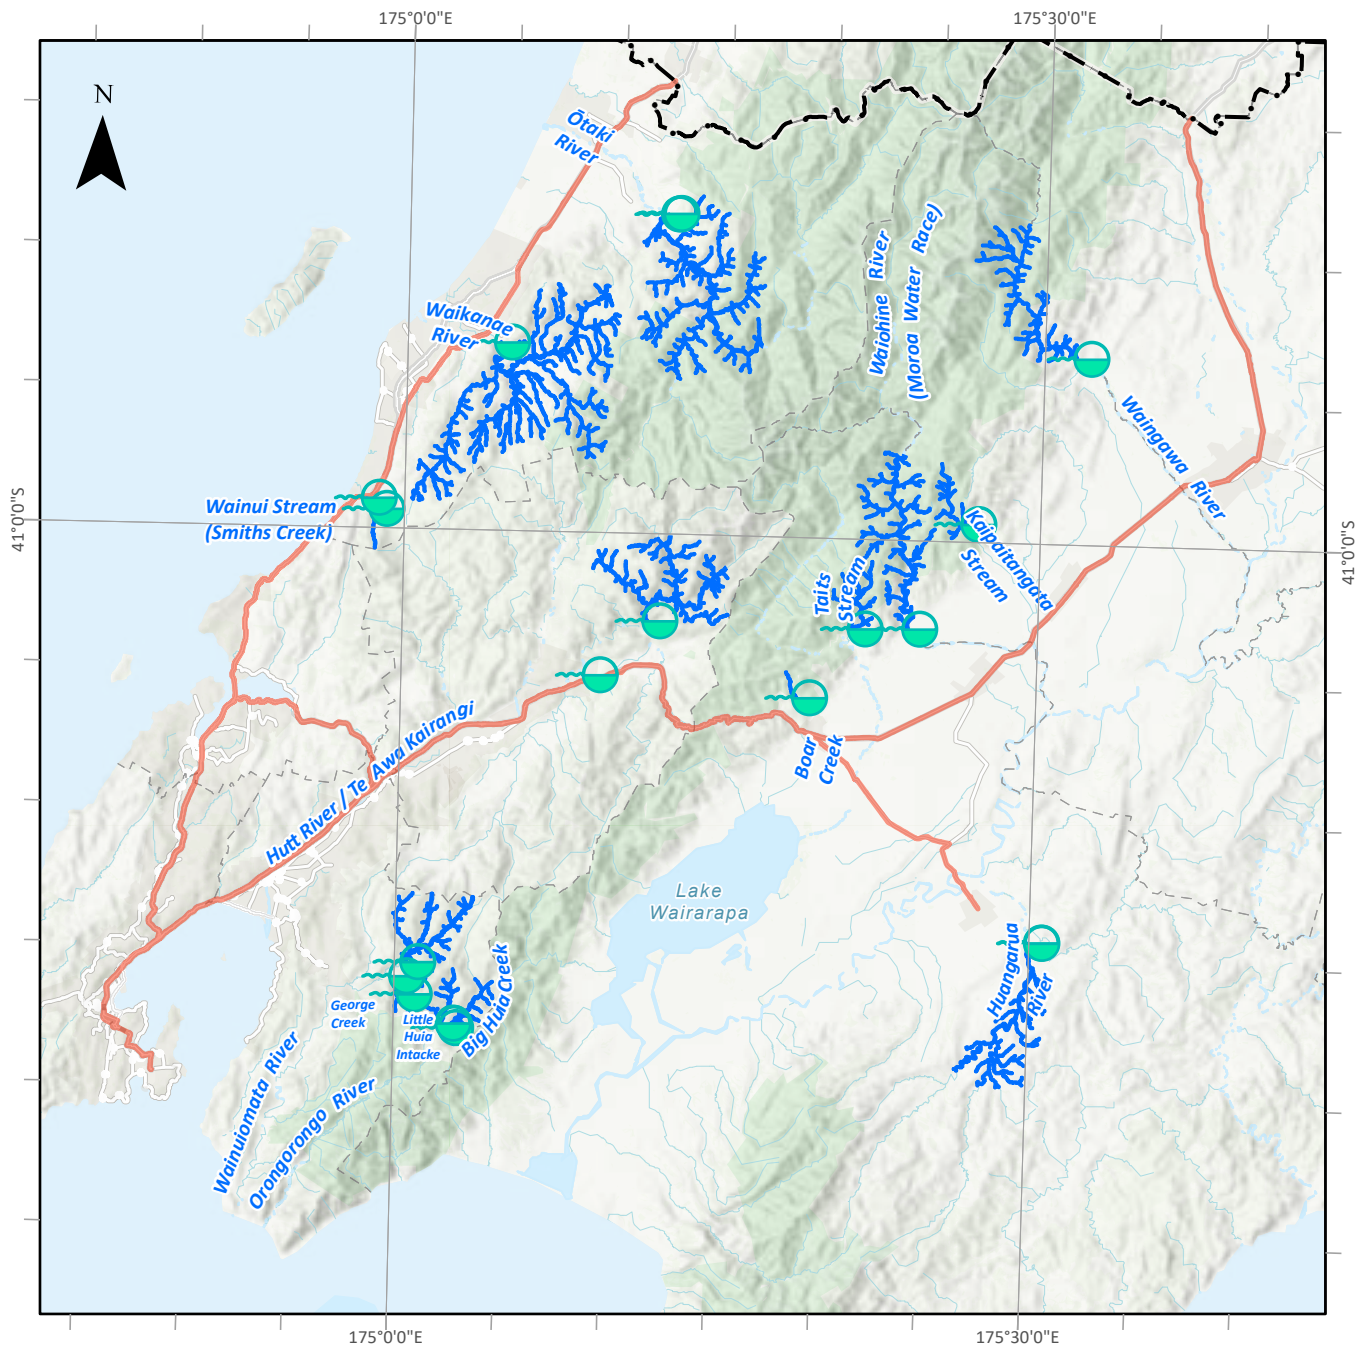 175°0'0"E
175°30'0"E
N
Ōtaki
River
Waikanae
River
Waiohine River
(Moroa Water Race)
Waingawa River
Wainui Stream
(Smiths Creek)
41°0'0"S
41°0'0"S
Kaipaitangata
Stream
Taits
Stream
Hutt River / Te Awa Kairangi
Boar
Creek
Lake
Wairarapa
Huangarua
River
George
Creek
Little
Huia
Intacke
Big Huia Creek
Wainuiomata River
Orongorongo River
175°0'0"E
175°30'0"E